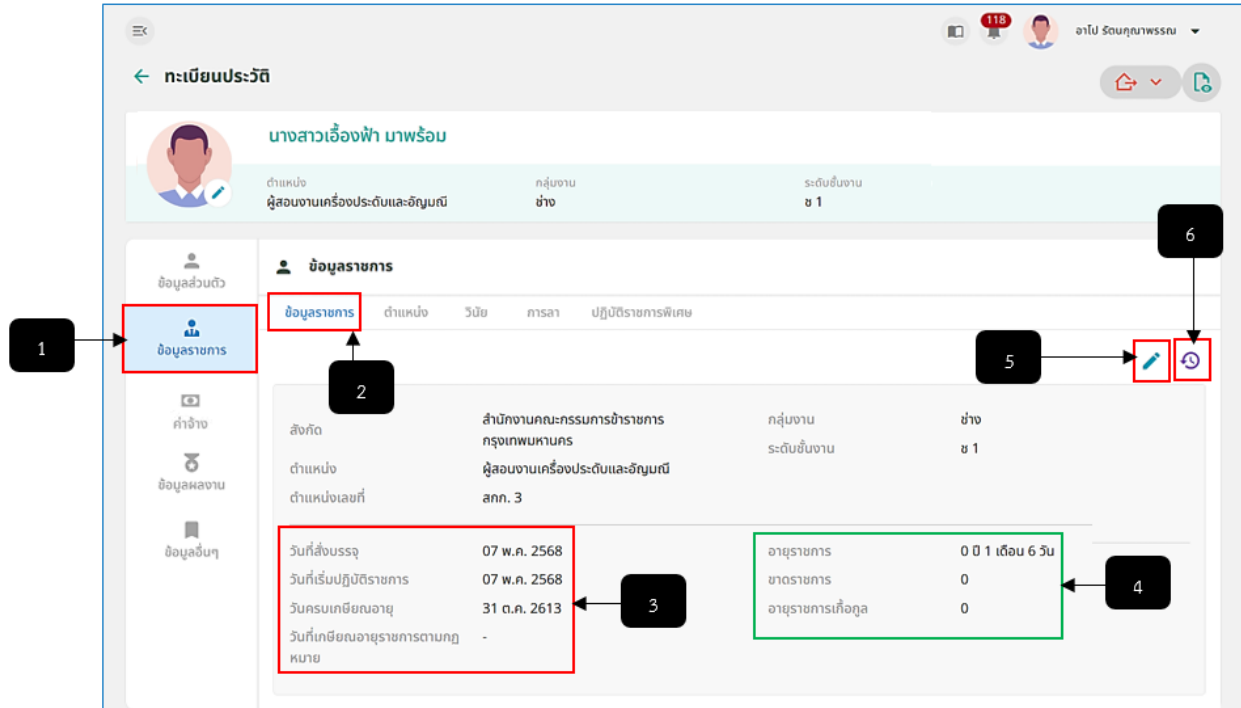 118
อาโป รัตนคุณาพรรณ
ทะเบียนประวัติ
นางสาวเอื้องฟ้า มาพร้อม
ตำแหน่ง กลุ่มงาน ระดับชั้นงาน
ผู้สอนงานเครื่องประดับและอัญมณี ช่าง ช 1
6
ข้อมูลส่วนตัว
ข้อมูลราชการ
ข้อมูลราชการ ตำแหน่ง วินัย การลา ปฏิบัติราชการพิเศษ
1
ข้อมูลราชการ
5
2
ค่าจ้าง
ข้อมูลผลงาน
ข้อมูลอื่นๆ
สังกัด สำนักงานคณะกรรมการข้าราชการ กลุ่มงาน ช่าง
กรุงเทพมหานคร ระดับชั้นงาน ช 1
ตำแหน่ง ผู้สอนงานเครื่องประดับและอัญมณี
ตำแหน่งเลขที่ สกก. 3
วันที่สั่งบรรจุ 07 พ.ค. 2568 อายุราชการ 0 ปี 1 เดือน 6 วัน
วันที่เริ่มปฏิบัติราชการ 07 พ.ค. 2568 ขาดราชการ 0
วันครบเกษียณอายุ 31 ต.ค. 2613 อายุราชการเกื้อกูล 0
วันที่เกษียณอายุราชการตามกฎ -
หมาย
3
4